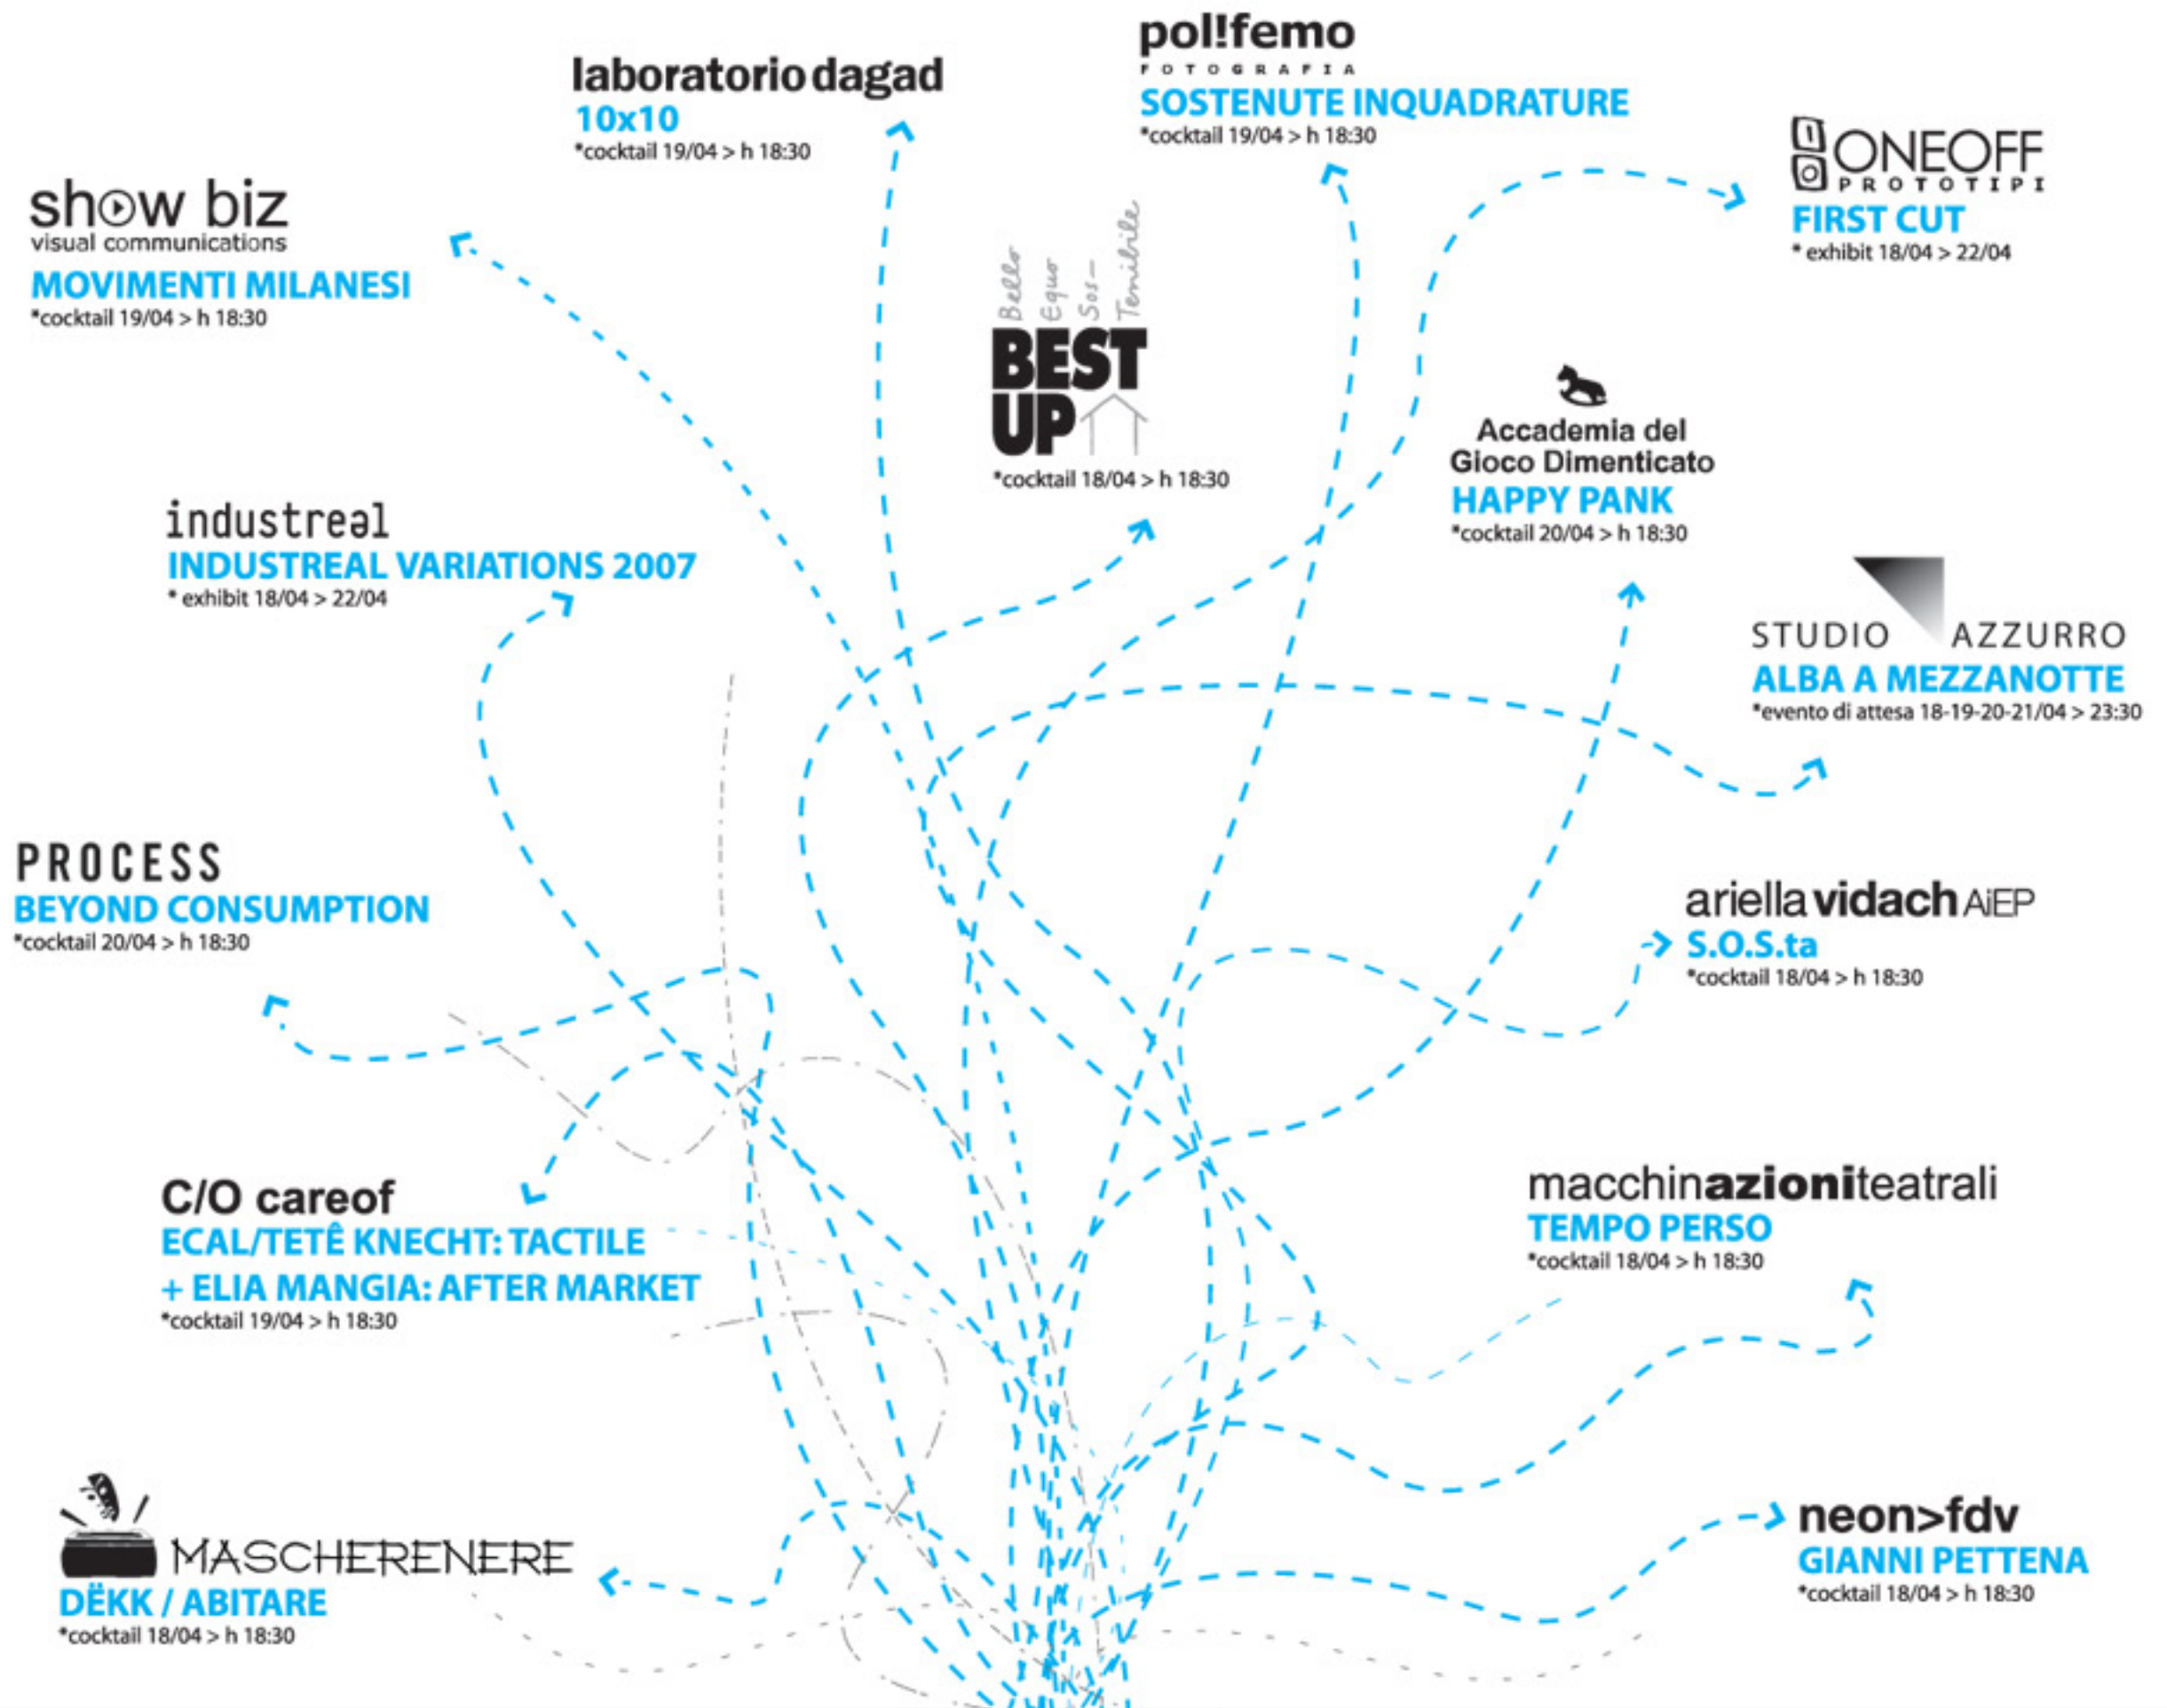 pol!femo
FOTOGRAFIA
SOSTENUTE INQUADRATURE
*cocktail 19/04 > h 18:30
laboratorio dagad
10x10
*cocktail 19/04 > h 18:30
ONEOFF
PROTOTIPI
FIRST CUT
* exhibit 18/04 > 22/04
show biz
visual communications
MOVIMENTI MILANESI
*cocktail 19/04 > h 18:30
Bello
Equo
Sos-
Tenibile
BEST
UP
*cocktail 18/04 > h 18:30
Accademia del
Gioco Dimenticato
HAPPY PANK
*cocktail 20/04 > h 18:30
industreal
INDUSTREAL VARIATIONS 2007
* exhibit 18/04 > 22/04
STUDIO AZZURRO
ALBA A MEZZANOTTE
*evento di attesa 18-19-20-21/04 > 23:30
PROCESS
BEYOND CONSUMPTION
*cocktail 20/04 > h 18:30
ariella vidach AiEP
S.O.S.ta
*cocktail 18/04 > h 18:30
C/O careof
ECAL/TETÊ KNECHT: TACTILE
+ ELIA MANGIA: AFTER MARKET
*cocktail 19/04 > h 18:30
macchinazioniteatrali
TEMPO PERSO
*cocktail 18/04 > h 18:30
MASCHERENERE
DËKK / ABITARE
*cocktail 18/04 > h 18:30
neon>fdv
GIANNI PETTENA
*cocktail 18/04 > h 18:30